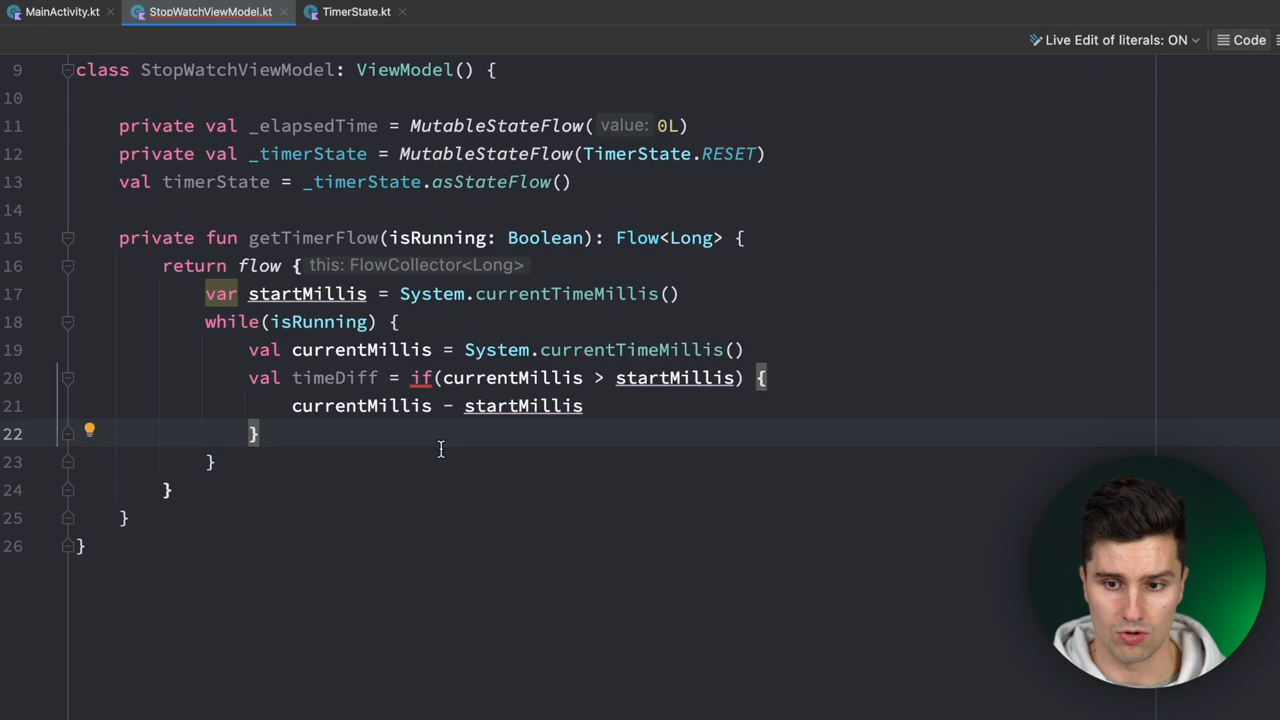 MainActivity.kt StopWatchViewModel.kt TimerState.kt
Live Edit of literals: ON Code
9 class StopWatchViewModel: ViewModel() {
10
11 private val _elapsedTime = MutableStateFlow( value: 0L)
12 private val _timerState = MutableStateFlow(TimerState.RESET)
13 val timerState = _timerState.asStateFlow()
14
15 private fun getTimerFlow(isRunning: Boolean): Flow<Long> {
16 return flow { this: FlowCollector<Long>
17 var startMillis = System.currentTimeMillis()
18 while(isRunning) {
19 val currentMillis = System.currentTimeMillis()
20 val timeDiff = if(currentMillis > startMillis) {
21 currentMillis - startMillis
22 }
23 }
24 }
25 }
26 }